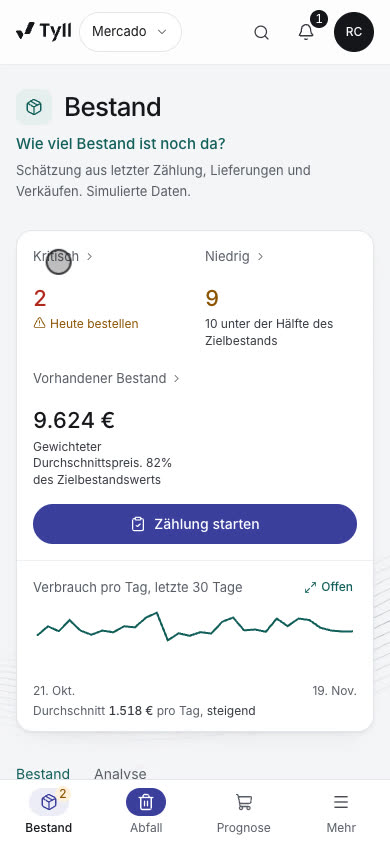 Tyll
Mercado
1
RC
Bestand
Wie viel Bestand ist noch da?
Schätzung aus letzter Zählung, Lieferungen und
Verkäufen. Simulierte Daten.
Kritisch
Niedrig
2
9
Heute bestellen
10 unter der Hälfte des
Zielbestands
Vorhandener Bestand
9.624 €
Gewichteter
Durchschnittspreis. 82%
des Zielbestandswerts
Zählung starten
Verbrauch pro Tag, letzte 30 Tage
Offen
21. Okt.
19. Nov.
Durchschnitt 1.518 € pro Tag, steigend
Bestand
Analyse
2
Bestand
Abfall
Prognose
Mehr